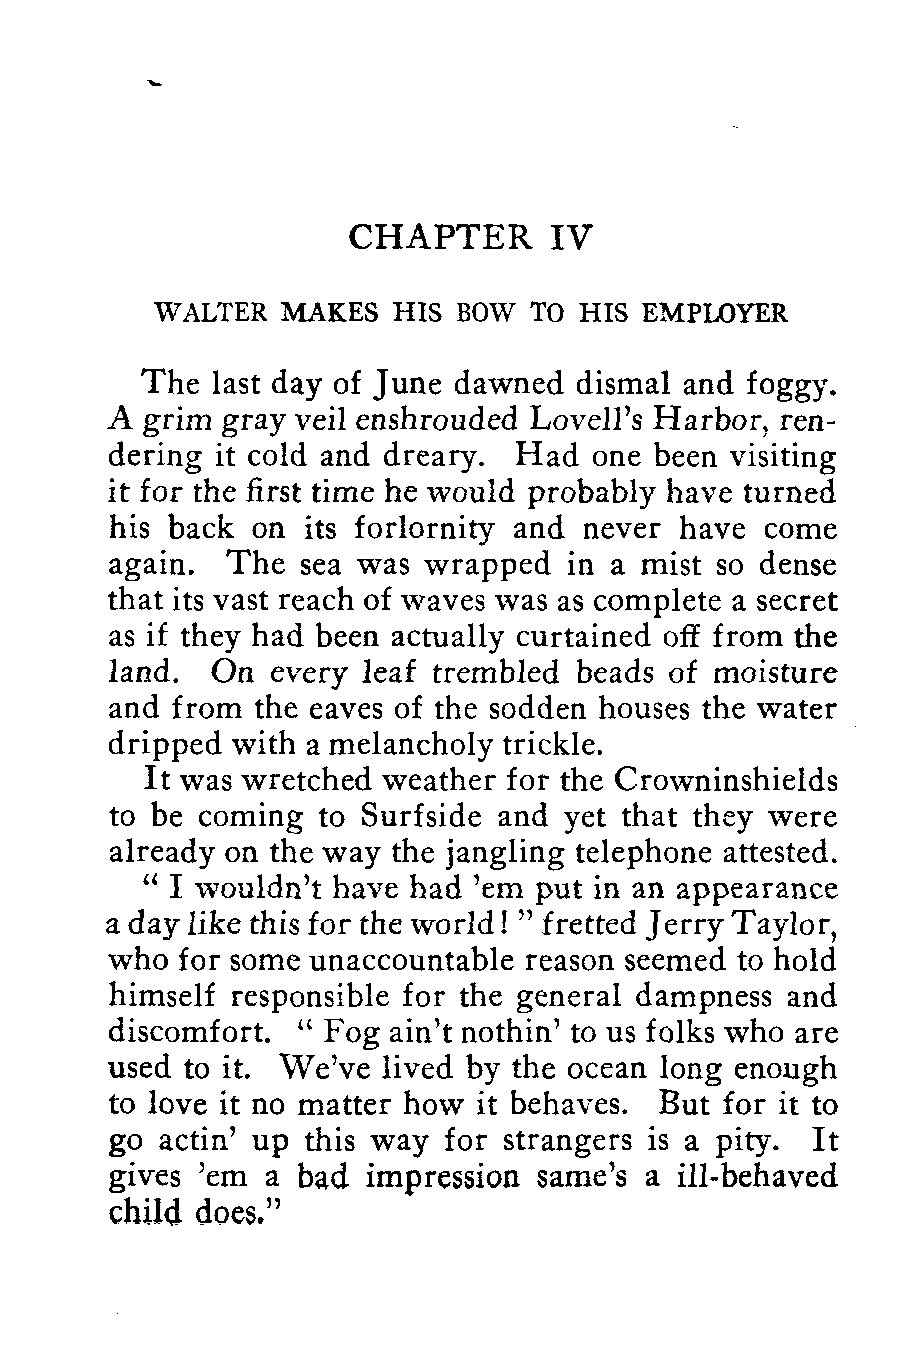 CHAPTER IV
WALTER MAKES HIS BOW TO HIS EMPLOYER
The last day of June dawned dismal and foggy.
A grim gray veil enshrouded Lovell's Harbor, ren-
dering it cold and dreary. Had one been visiting
it for the first time he would probably have turned
his back on its forlornity and never have come
again. The sea was wrapped in a mist so dense
that its vast reach of waves was as complete a secret
as if they had been actually curtained off from the
land. On every leaf trembled beads of moisture
and from the eaves of the sodden houses the water
dripped with a melancholy trickle.
It was wretched weather for the Crowninshields
to be coming to Surfside and yet that they were
already on the way the jangling telephone attested.
" I wouldn't have had 'em put in an appearance
a day like this for the world! " fretted Jerry Taylor,
who for some unaccountable reason seemed to hold
himself responsible for the general dampness and
discomfort. " Fog ain't nothin' to us folks who are
used to it. We've lived by the ocean long enough
to love it no matter how it behaves. But for it to
go actin' up this way for strangers is a pity. It
gives 'em a bad impression same's a ill-behaved
child does."